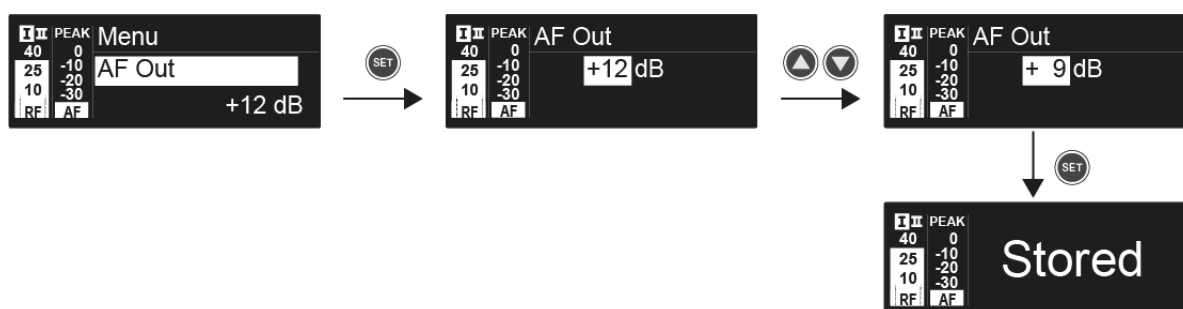 I II PEAK Menu
40 0
25 -10 AF Out
-20
10 -30
RF AF +12 dB
SET
I II PEAK AF Out
40 0
25 -10 +12 dB
-20
10 -30
RF AF
I II PEAK AF Out
40 0
25 -10 + 9 dB
-20
10 -30
RF AF
SET
I II PEAK
40 0
25 -10 Stored
-20
10 -30
RF AF